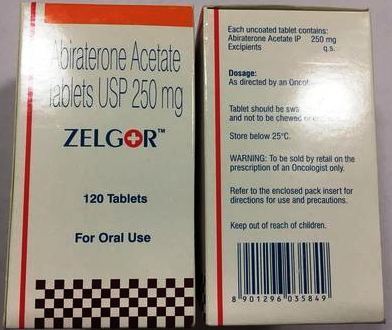 Abiraterone Acetate
Tablets USP 250 mg
ZELGOR™
120 Tablets
For Oral Use
Each uncoated tablet contains:
Abiraterone Acetate IP 250 mg
Excipients q.s.
Dosage:
As directed by an
Tablet should be
and not to be chewed
Store below 25°C.
WARNING: To be sold by retail on the
prescription of an Oncologist only.
Refer to the enclosed pack insert for
directions for use and precautions.
Keep out of reach of children.
8 901296 035849